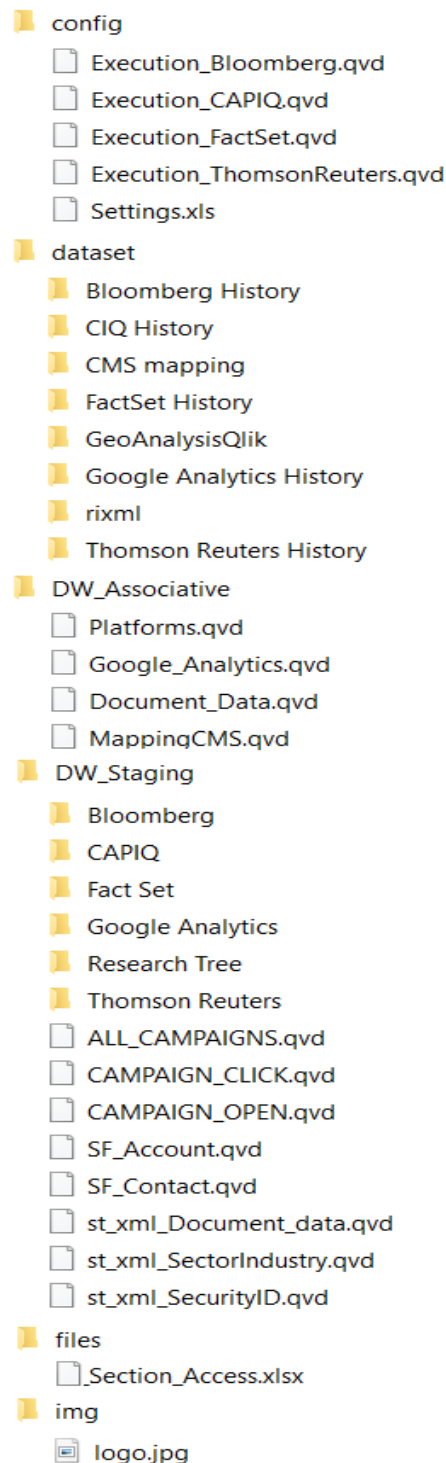 config
Execution_Bloomberg.qvd
Execution_CAPIQ.qvd
Execution_FactSet.qvd
Execution_ThomsonReuters.qvd
Settings.xls
dataset
Bloomberg History
CIQ History
CMS mapping
FactSet History
GeoAnalysisQlik
Google Analytics History
rixml
Thomson Reuters History
DW_Associative
Platforms.qvd
Google_Analytics.qvd
Document_Data.qvd
MappingCMS.qvd
DW_Staging
Bloomberg
CAPIQ
Fact Set
Google Analytics
Research Tree
Thomson Reuters
ALL_CAMPAIGNS.qvd
CAMPAIGN_CLICK.qvd
CAMPAIGN_OPEN.qvd
SF_Account.qvd
SF_Contact.qvd
st_xml_Document_data.qvd
st_xml_SectorIndustry.qvd
st_xml_SecurityID.qvd
files
_Section_Access.xlsx
img
logo.jpg